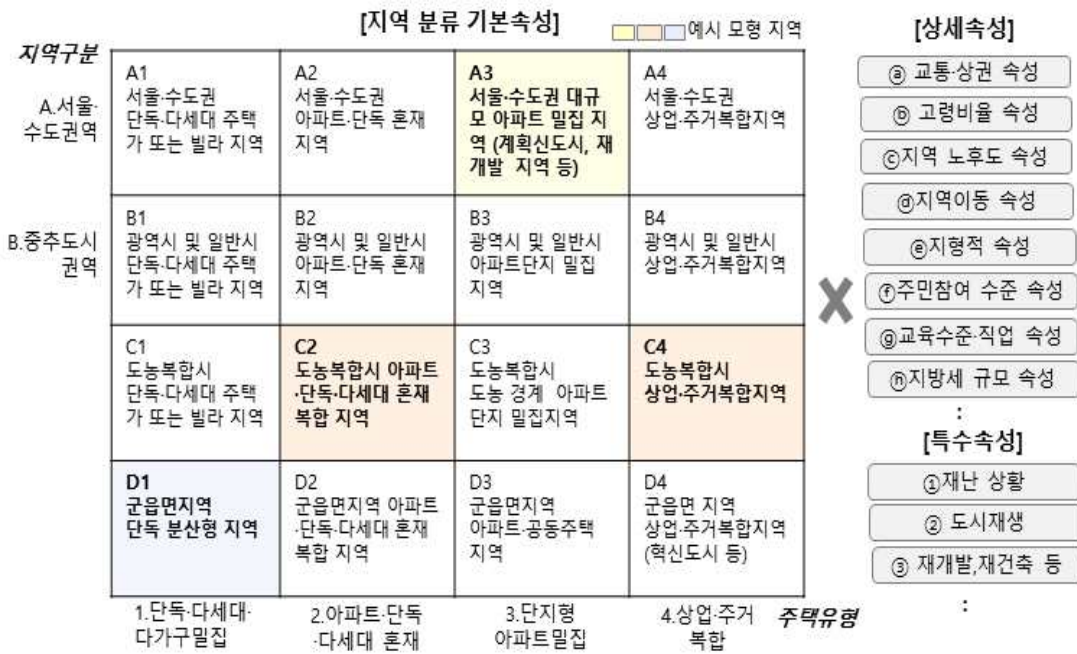 [지역 분류 기본속성]
예시 모형 지역
지역구분
A.서울·
수도권역
B.중추도시
권역
A1
서울·수도권
단독·다세대 주택
가 또는 빌라 지역
A2
서울·수도권
아파트·단독 혼재
지역
A3
서울·수도권 대규
모 아파트 밀집 지
역 (계획신도시, 재
개발 지역 등)
A4
서울·수도권
상업·주거복합지역
B1
광역시 및 일반시
단독·다세대 주택
가 또는 빌라 지역
B2
광역시 및 일반시
아파트·단독 혼재
지역
B3
광역시 및 일반시
아파트단지 밀집
지역
B4
광역시 및 일반시
상업·주거복합지역
C1
도농복합시
단독·다세대 주택
가 또는 빌라 지역
C2
도농복합시 아파트
·단독·다세대 혼재
복합 지역
C3
도농복합시
도농 경계 아파트
단지 밀집지역
C4
도농복합시
상업·주거복합지역
D1
군읍면지역
단독 분산형 지역
D2
군읍면지역 아파트
·단독·다세대 혼재
복합 지역
D3
군읍면지역
아파트·공동주택
지역
D4
군읍면 지역
상업·주거복합지역
(혁신도시 등)
1.단독·다세대·
다가구밀집
2.아파트·단독
·다세대 혼재
3.단지형
아파트밀집
4.상업·주거
복합
주택유형
X
[상세속성]
ⓐ 교통·상권 속성
ⓑ 고령비율 속성
ⓒ지역 노후도 속성
ⓓ지역이동 속성
ⓔ지형적 속성
ⓕ주민참여 수준 속성
ⓖ교육수준·직업 속성
ⓗ지방세 규모 속성
:
[특수속성]
①재난 상황
② 도시재생
③ 재개발,재건축 등
: